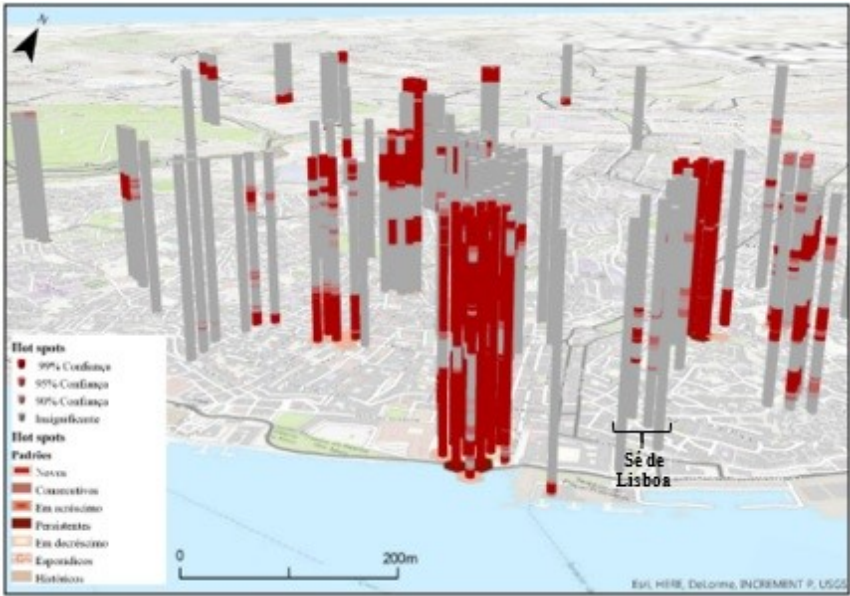 N
Hot spots
99% Confiança
95% Confiança
90% Confiança
Insignificante
Hot spots
Padrões
Novos
Consecutivos
Em acréscimo
Persistentes
Em decréscimo
Esporádicos
Históricos
Sé de
Lisboa
0 200m
Esri, HERE, DeLorme, INCREMENT P, USGS